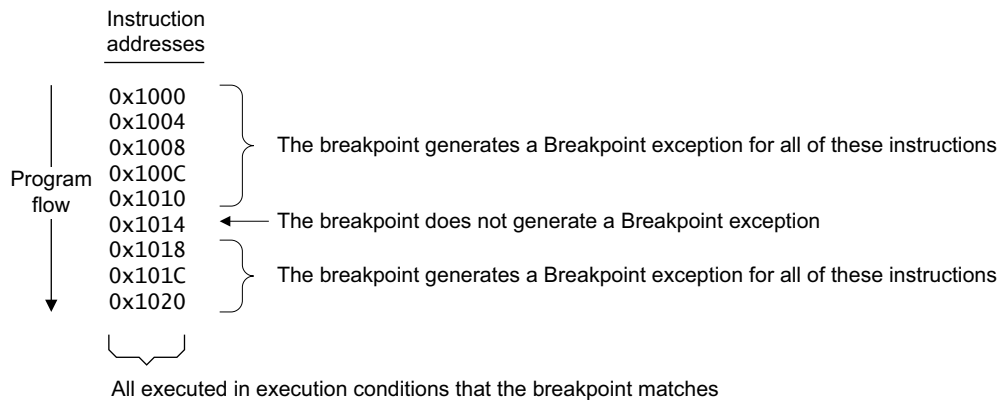 Instruction
addresses
0x1000
0x1004
0x1008
The breakpoint generates a Breakpoint exception for all of these instructions
0x100C
Program
flow
0x1010
0x1014
The breakpoint does not generate a Breakpoint exception
0x1018
0x101C
The breakpoint generates a Breakpoint exception for all of these instructions
0x1020
All executed in execution conditions that the breakpoint matches